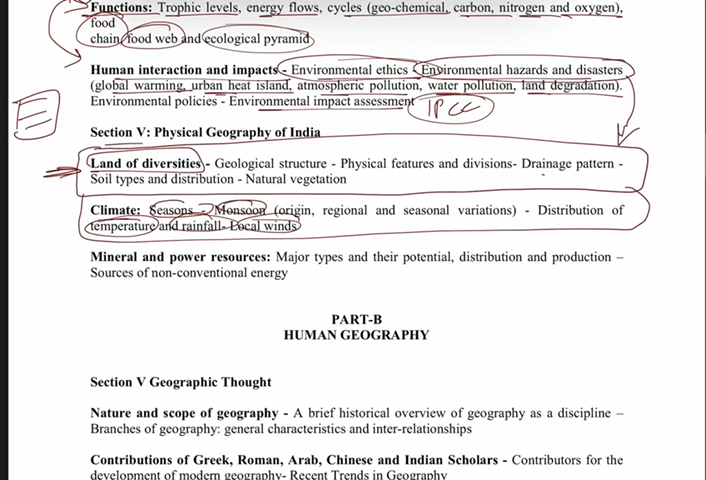 Functions: Trophic levels, energy flows, cycles (geo-chemical, carbon, nitrogen and oxygen), food
chain, food web and ecological pyramid
Human interaction and impacts - Environmental ethics - Environmental hazards and disasters
(global warming, urban heat island, atmospheric pollution, water pollution, land degradation).
Environmental policies - Environmental impact assessment IPCC
Section V: Physical Geography of India
Land of diversities - Geological structure - Physical features and divisions- Drainage pattern -
Soil types and distribution - Natural vegetation
Climate: Seasons - Monsoon (origin, regional and seasonal variations) - Distribution of
temperature and rainfall- Local winds
Mineral and power resources: Major types and their potential, distribution and production –
Sources of non-conventional energy
PART-B
HUMAN GEOGRAPHY
Section V Geographic Thought
Nature and scope of geography - A brief historical overview of geography as a discipline –
Branches of geography: general characteristics and inter-relationships
Contributions of Greek, Roman, Arab, Chinese and Indian Scholars - Contributors for the
development of modern geography- Recent Trends in Geography